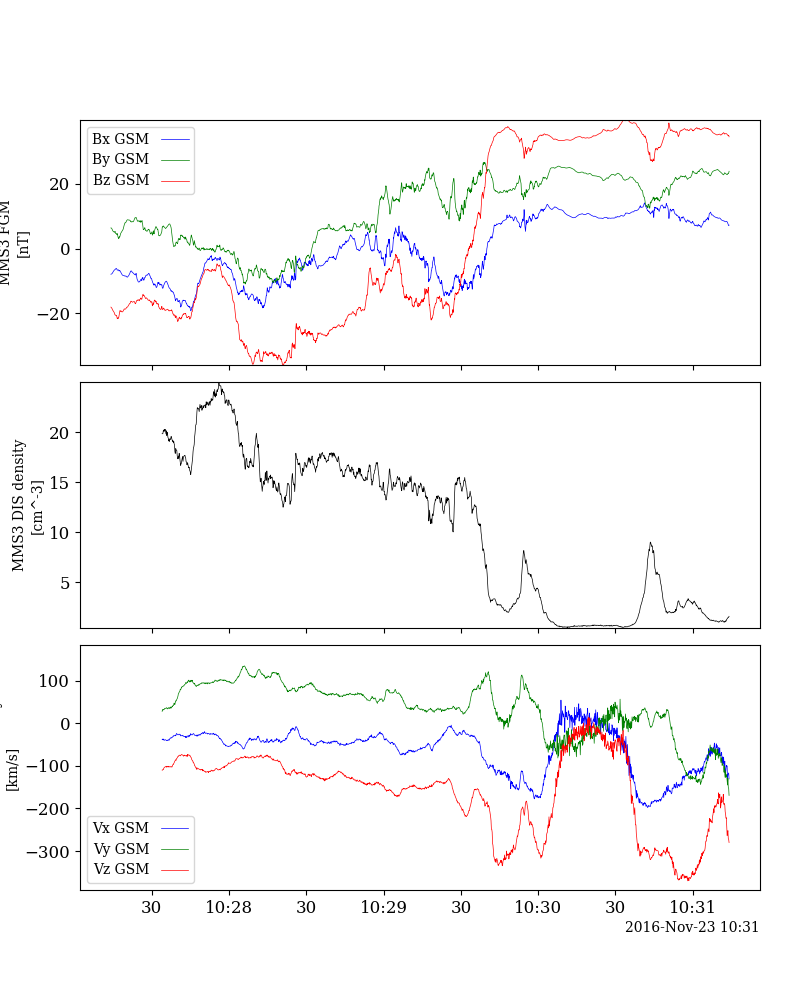 Bx GSM
By GSM
Bz GSM
MMS3 FGM
[nT]
20
0
−20
MMS3 DIS density
[cm^-3]
20
15
10
5
[km/s]
100
0
−100
−200
−300
Vx GSM
Vy GSM
Vz GSM
30
10:28
30
10:29
30
10:30
30
10:31
2016-Nov-23 10:31